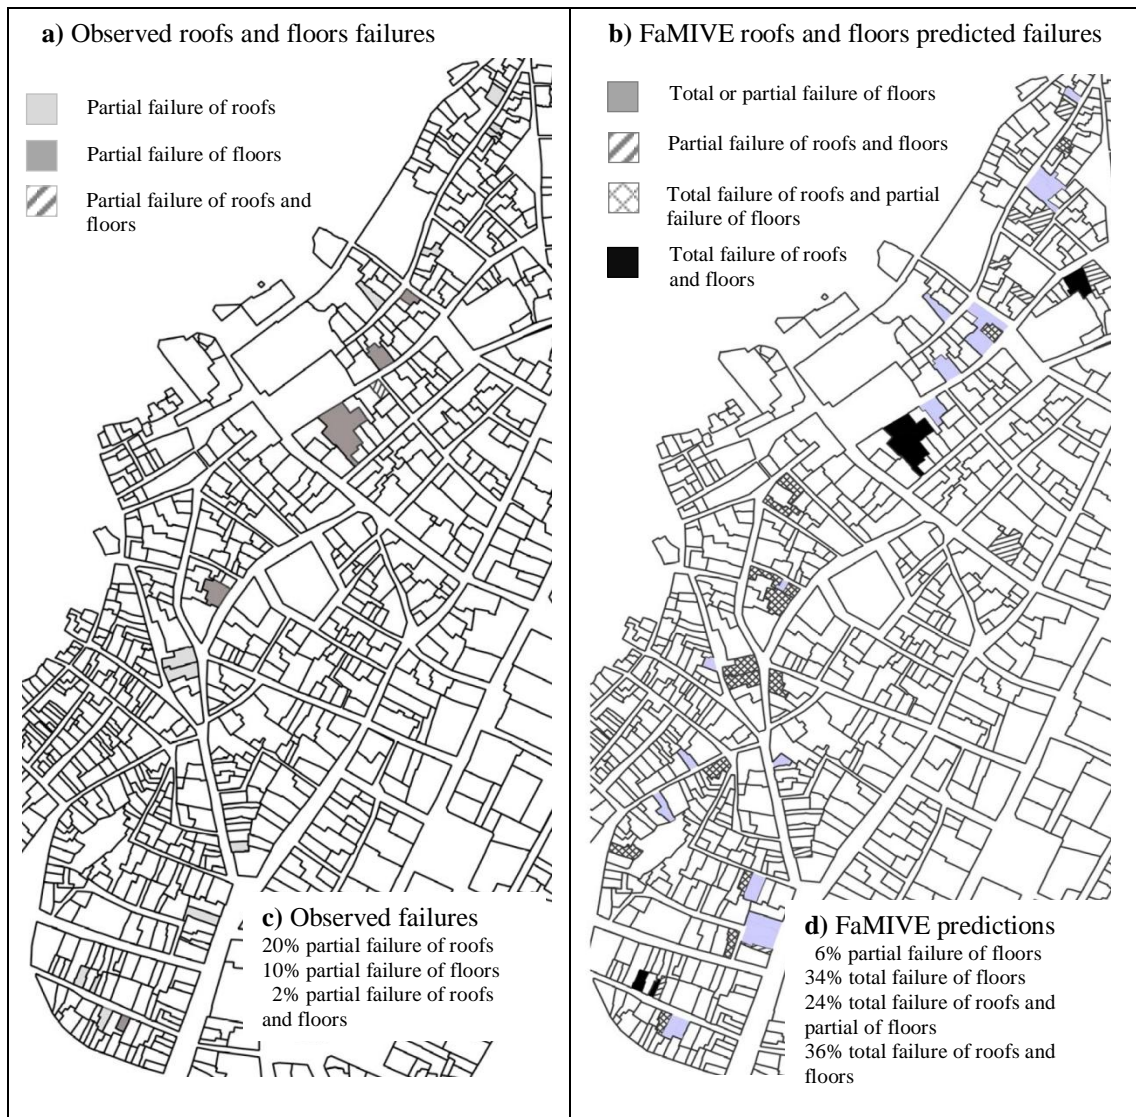 a) Observed roofs and floors failures
Partial failure of roofs
Partial failure of floors
Partial failure of roofs and
floors
c) Observed failures
20% partial failure of roofs
10% partial failure of floors
2% partial failure of roofs
and floors
b) FaMIVE roofs and floors predicted failures
Total or partial failure of floors
Partial failure of roofs and floors
Total failure of roofs and partial
failure of floors
Total failure of roofs
and floors
d) FaMIVE predictions
6% partial failure of floors
34% total failure of floors
24% total failure of roofs and
partial of floors
36% total failure of roofs and
floors